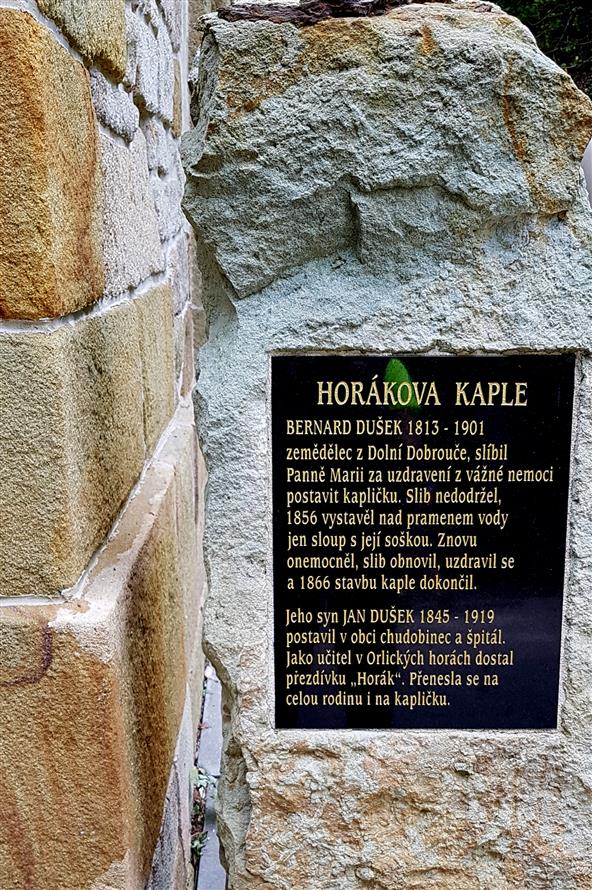 HORÁKOVA KAPLE
BERNARD DUŠEK 1813 - 1901
zemědělec z Dolní Dobrouče, slíbil
Panně Marii za uzdravení z vážné nemoci
postavit kapličku. Slib nedodržel,
1856 vystavěl nad pramenem vody
jen sloup s její soškou. Znovu
onemocněl, slib obnovil, uzdravil se
a 1866 stavbu kaple dokončil.
Jeho syn JAN DUŠEK 1845 - 1919
postavil v obci chudobinec a špitál.
Jako učitel v Orlických horách dostal
přezdívku „Horák“. Přenesla se na
celou rodinu i na kapličku.